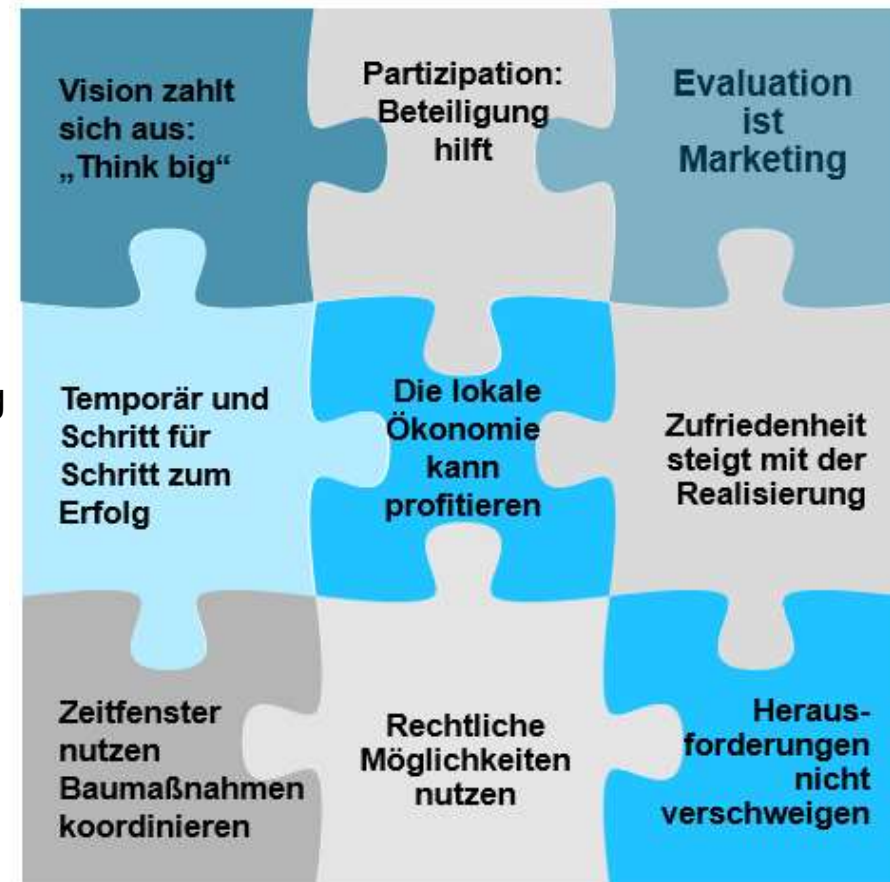 Vision zahlt
sich aus:
„Think big“
Partizipation:
Beteiligung
hilft
Evaluation
ist
Marketing
g
Temporär und
Schritt für
Schritt zum
Erfolg
Die lokale
Ökonomie
kann
profitieren
Zufriedenheit
steigt mit der
Realisierung
Zeitfenster
nutzen
Baumaßnahmen
koordinieren
Rechtliche
Möglichkeiten
nutzen
Heraus-
forderungen
nicht
verschweigen